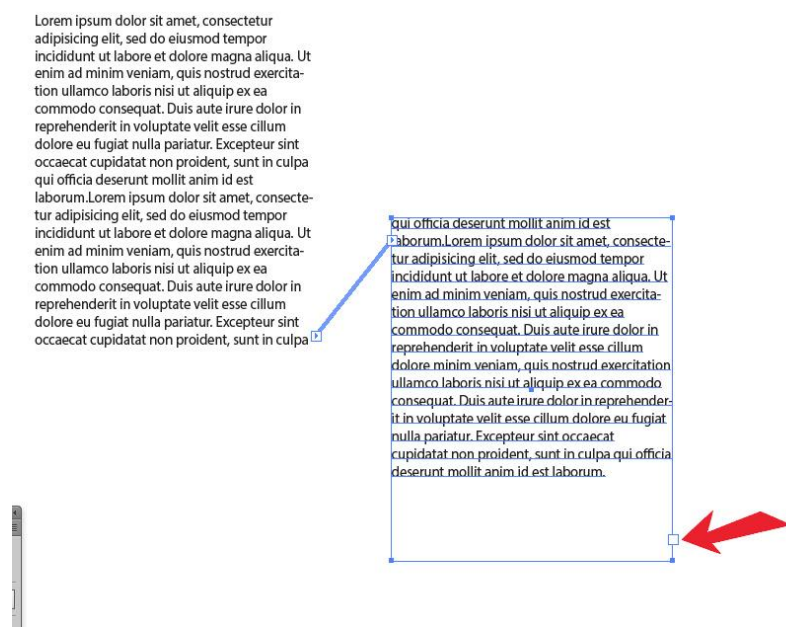 Lorem ipsum dolor sit amet, consectetur
adipisicing elit, sed do eiusmod tempor
incididunt ut labore et dolore magna aliqua. Ut
enim ad minim veniam, quis nostrud exercita-
tion ullamco laboris nisi ut aliquip ex ea
commodo consequat. Duis aute irure dolor in
reprehenderit in voluptate velit esse cillum
dolore eu fugiat nulla pariatur. Excepteur sint
occaecat cupidatat non proident, sunt in culpa
qui officia deserunt mollit anim id est
laborum.Lorem ipsum dolor sit amet, consecte-
tur adipisicing elit, sed do eiusmod tempor
incididunt ut labore et dolore magna aliqua. Ut
enim ad minim veniam, quis nostrud exercita-
tion ullamco laboris nisi ut aliquip ex ea
commodo consequat. Duis aute irure dolor in
reprehenderit in voluptate velit esse cillum
dolore eu fugiat nulla pariatur. Excepteur sint
occaecat cupidatat non proident, sunt in culpa
qui officia deserunt mollit anim id est
laborum.Lorem ipsum dolor sit amet, consecte-
tur adipisicing elit, sed do eiusmod tempor
incididunt ut labore et dolore magna aliqua. Ut
enim ad minim veniam, quis nostrud exercita-
tion ullamco laboris nisi ut aliquip ex ea
commodo consequat. Duis aute irure dolor in
reprehenderit in voluptate velit esse cillum
dolore minim veniam, quis nostrud exercitation
ullamco laboris nisi ut aliquip ex ea commodo
consequat. Duis aute irure dolor in reprehender-
it in voluptate velit esse cillum dolore eu fugiat
nulla pariatur. Excepteur sint occaecat
cupidatat non proident, sunt in culpa qui officia
deserunt mollit anim id est laborum.